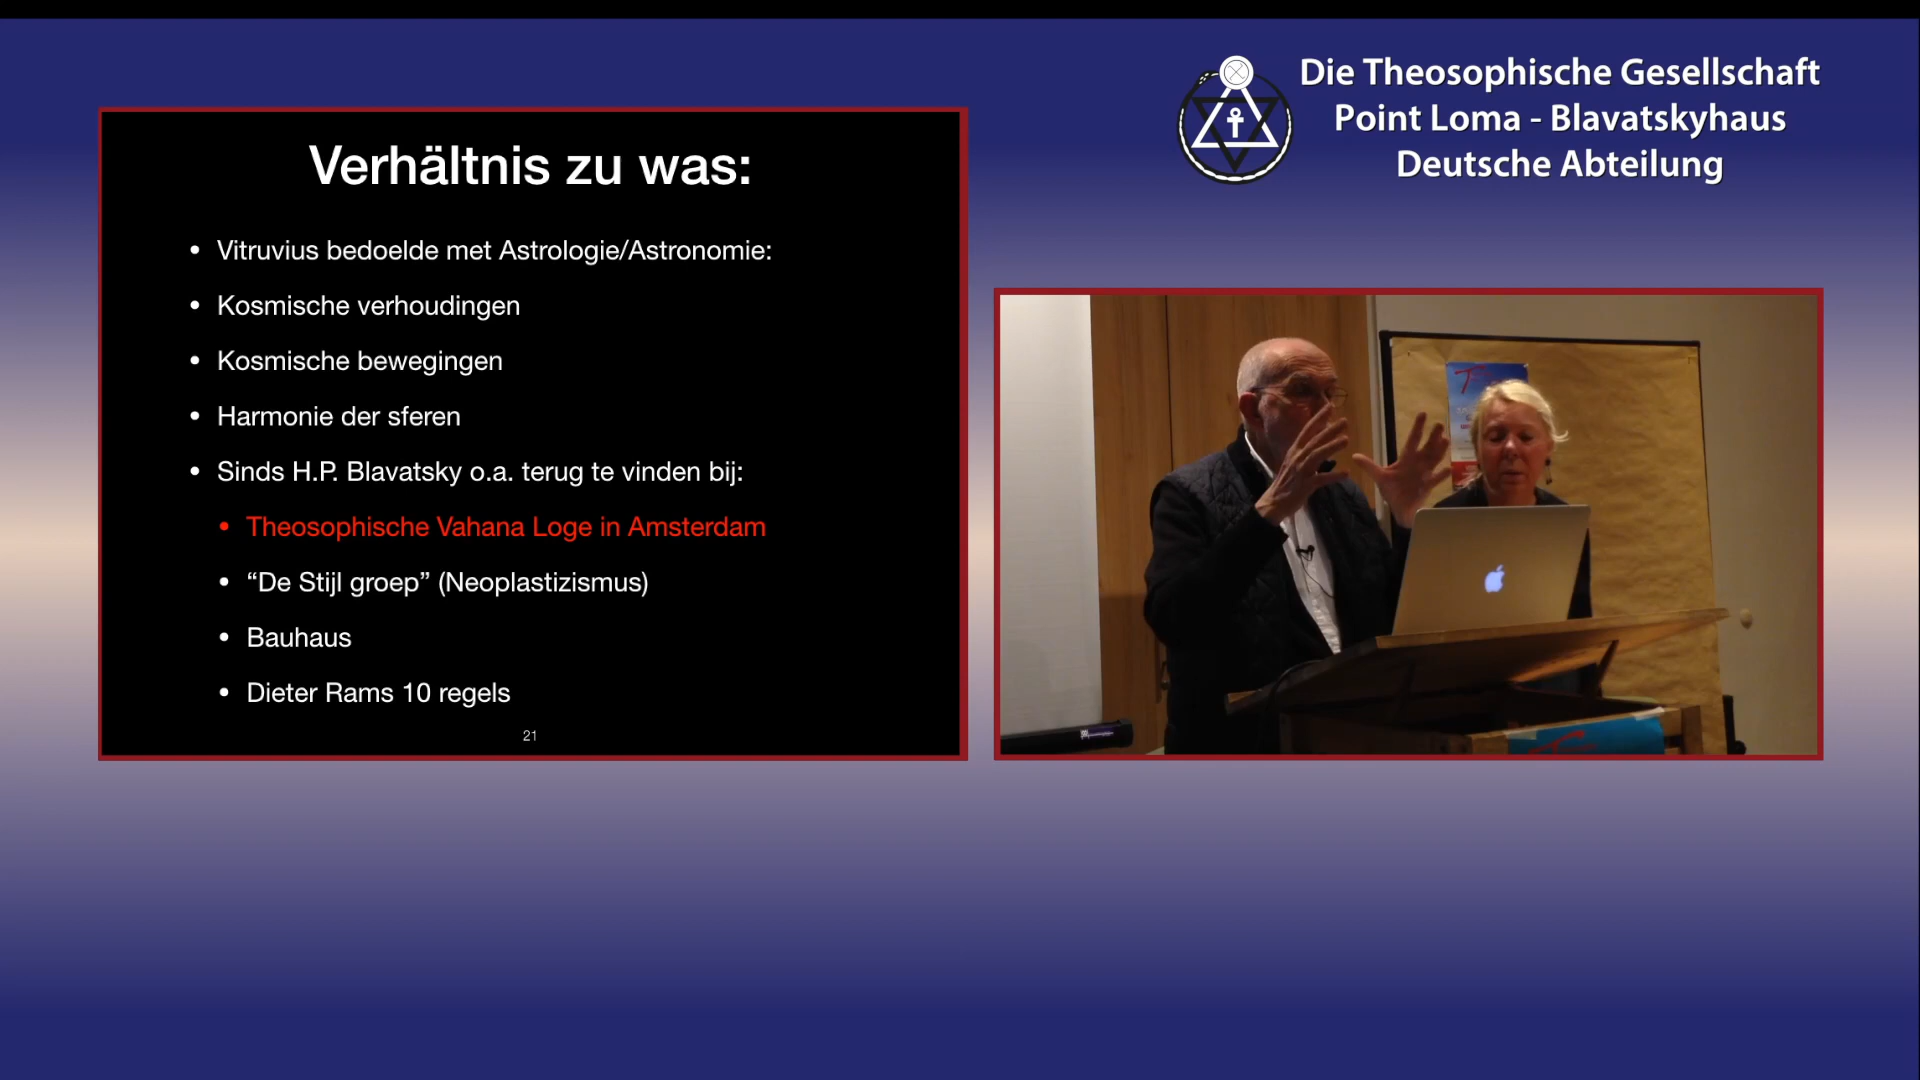 Die Theosophische Gesellschaft
Point Loma - Blavatskyhaus
Deutsche Abteilung
Verhältnis zu was:
• Vitruvius bedoelde met Astrologie/Astronomie:
• Kosmische verhoudingen
• Kosmische bewegingen
• Harmonie der sferen
• Sinds H.P. Blavatsky o.a. terug te vinden bij:
• Theosophische Vahana Loge in Amsterdam
• “De Stijl groep” (Neoplastizismus)
• Bauhaus
• Dieter Rams 10 regels
21